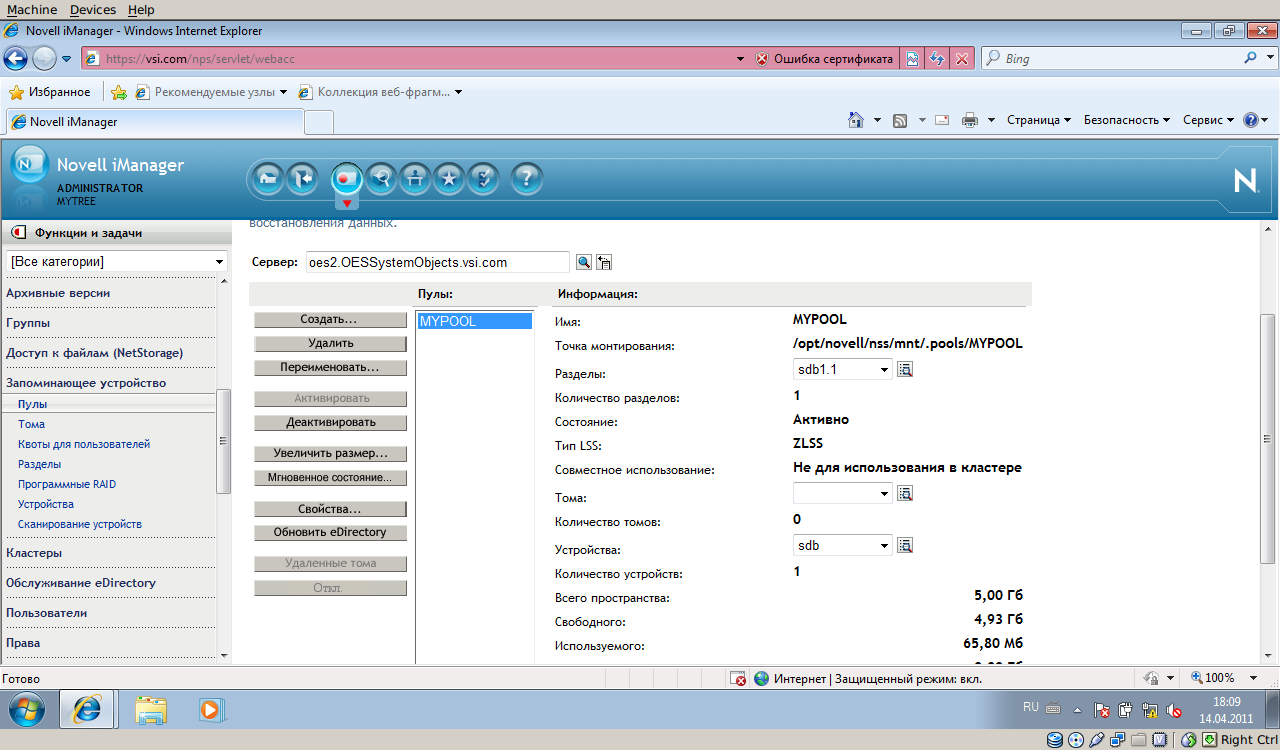 Machine Devices Help
Novell iManager - Windows Internet Explorer
https://vsi.com/nps/servlet/webacc
Ошибка сертификата
Bing
Избранное
Рекомендуемые узлы
Коллекция веб-фрагм...
Novell iManager
Страница
Безопасность
Сервис
Novell iManager
ADMINISTRATOR
MYTREE
N
Функции и задачи
[Все категории]
Архивные версии
Группы
Доступ к файлам (NetStorage)
Запоминающее устройство
Пулы
Тома
Квоты для пользователей
Разделы
Программные RAID
Устройства
Сканирование устройств
Кластеры
Обслуживание eDirectory
Пользователи
Права
восстановления данных.
Сервер: oes2.OESSystemObjects.vsi.com
Пулы: Информация:
Создать...
Удалить
Переименовать...
Активировать
Деактивировать
Увеличить размер...
Мгновенное состояние...
Свойства...
Обновить eDirectory
Удаленные тома
Откл.
MYPOOL
Имя: MYPOOL
Точка монтирования: /opt/novell/nss/mnt/.pools/MYPOOL
Разделы: sdb1.1
Количество разделов: 1
Состояние: Активно
Тип LSS: ZLSS
Совместное использование: Не для использования в кластере
Тома:
Количество томов: 0
Устройства: sdb
Количество устройств: 1
Всего пространства: 5,00 Гб
Свободного: 4,93 Гб
Используемого: 65,80 Мб
Готово
Интернет | Защищенный режим: вкл.
100%
RU
18:09
14.04.2011
Right Ctrl